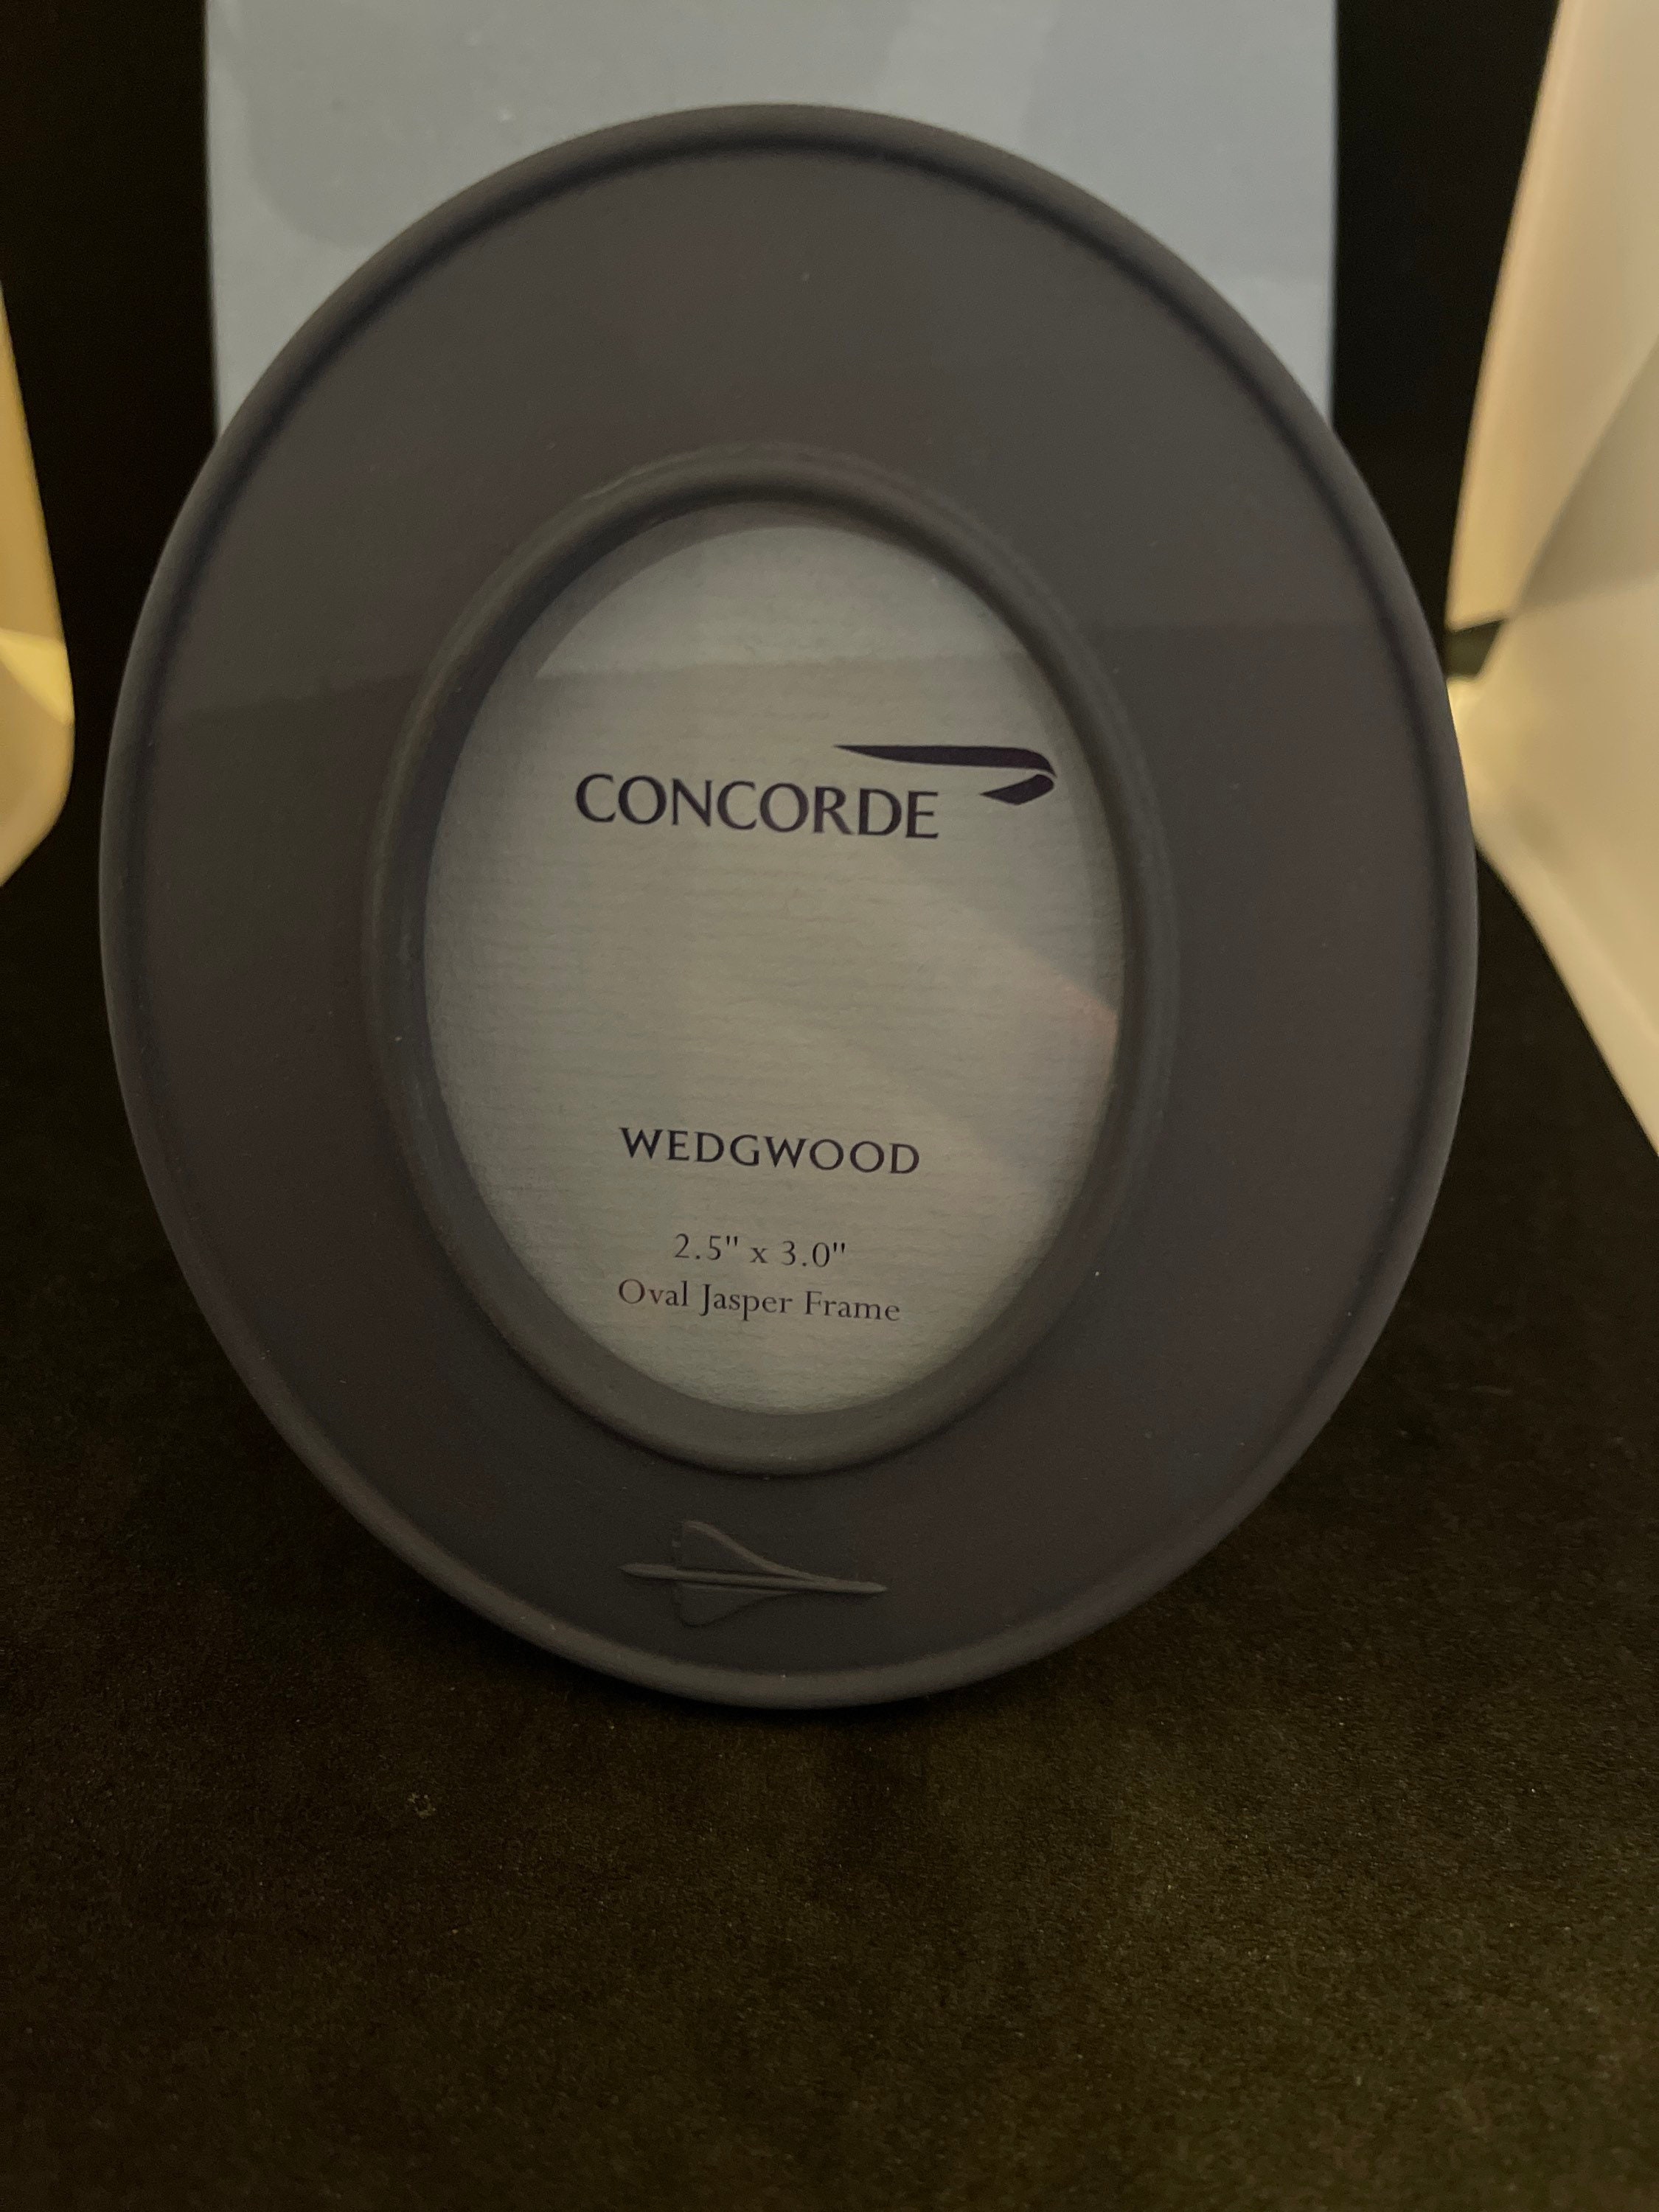 CONCORDE
WEDGWOOD
2.5" x 3.0"
Oval Jasper Frame